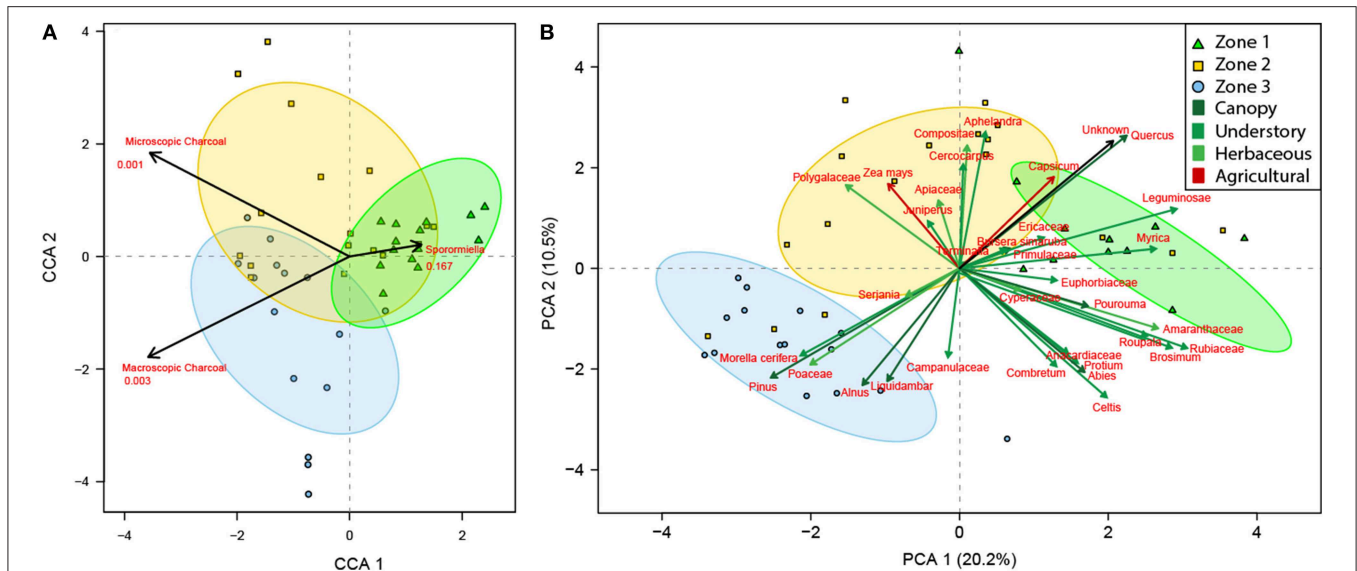 A
4
2
0
−2
−4
−4
−2
0
2
CCA 2
CCA 1
Microscopic Charcoal
0.001
Sporormiella
0.167
Macroscopic Charcoal
0.003
B
4
2
0
−2
−4
−4
−2
0
2
4
PCA 2 (10.5%)
PCA 1 (20.2%)
Zone 1
Zone 2
Zone 3
Canopy
Understory
Herbaceous
Agricultural
Aphelandra
Compositae
Cercocarpus
Unknown
Quercus
Polygalaceae
Zea mays
Capsicum
Apiaceae
Leguminosae
Juniperus
Ericaceae
Myrica
Bursera simaruba
Terminalia
Primulaceae
Euphorbiaceae
Serjania
Cyperaceae
Pourouma
Amaranthaceae
Roupala
Rubiaceae
Brosimum
Morella cerifera
Anacardiaceae
Poaceae
Campanulaceae
Combretum
Protium
Abies
Pinus
Alnus
Liquidambar
Celtis